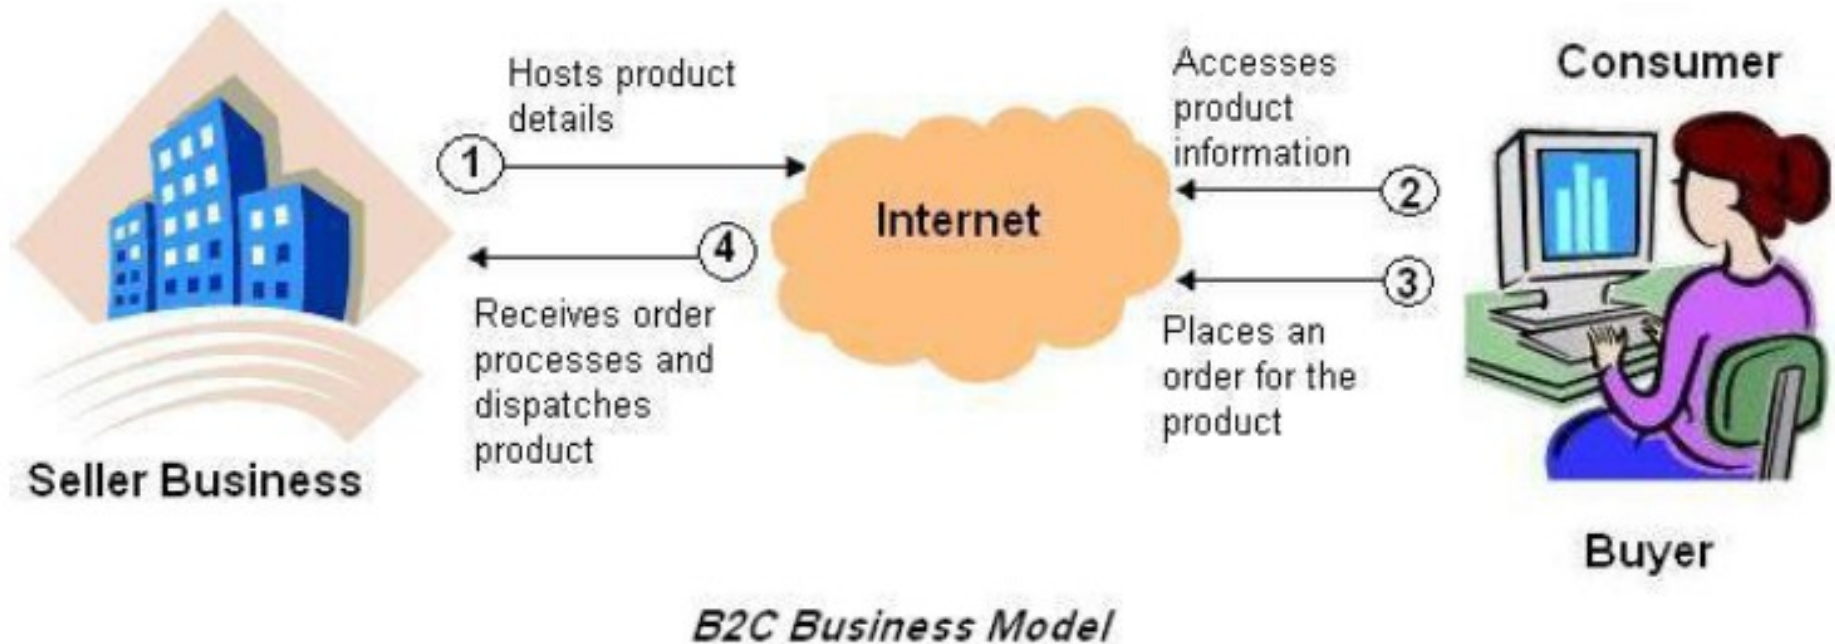 Hosts product
details
1
4
Receives order
processes and
dispatches
product
Seller Business
Internet
Accesses
product
information
2
3
Places an
order for the
product
Consumer
Buyer
B2C Business Model